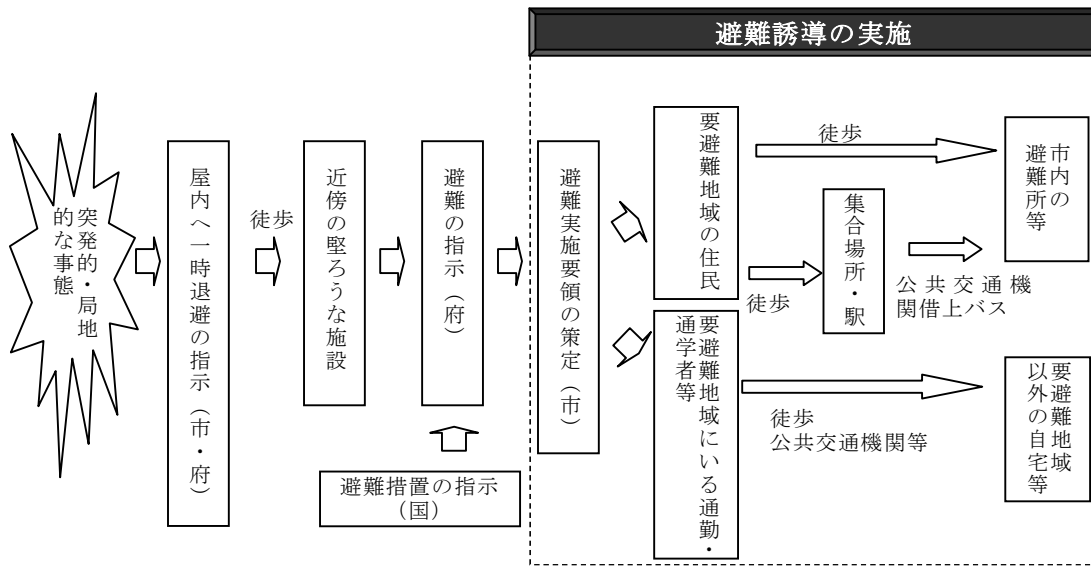 避難誘導の実施
突発的・局地
的な事態
屋内へ一時退避の指示（市・府）
徒歩
近傍の堅ろうな施設
避難の指示（府）
避難措置の指示
（国）
避難実施要領の策定（市）
要避難地域の住民
要避難地域にいる通勤・
通学者等
徒歩
徒歩
集合場所・駅
公共交通機
関借上バス
市内の
避難所等
徒歩
公共交通機関等
要避難地域
以外の自宅等